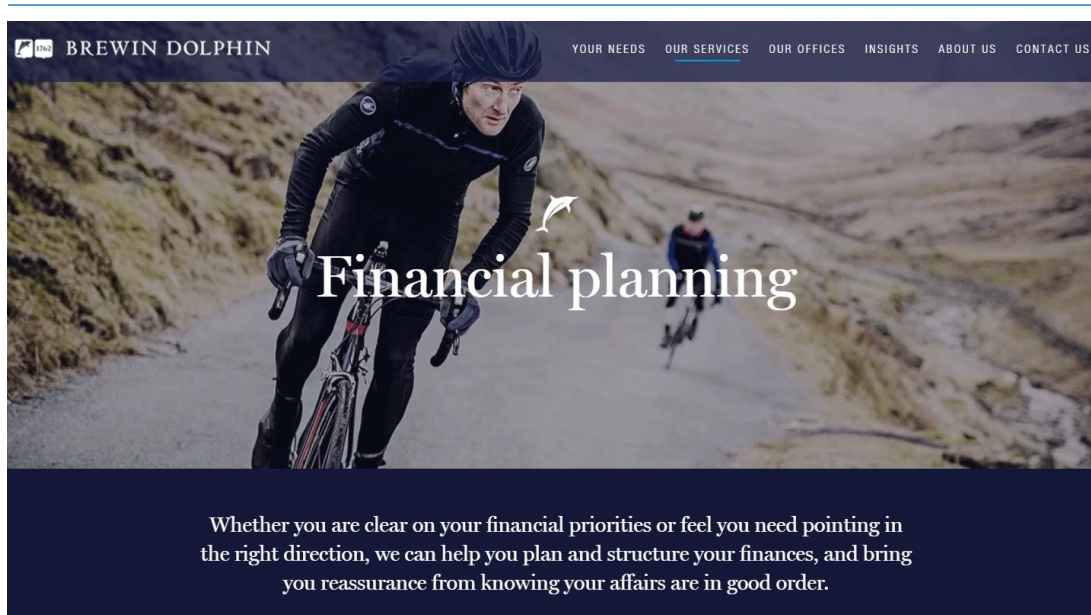 1762 BREWIN DOLPHIN
YOUR NEEDS OUR SERVICES OUR OFFICES INSIGHTS ABOUT US CONTACT US
Financial planning
Whether you are clear on your financial priorities or feel you need pointing in
the right direction, we can help you plan and structure your finances, and bring
you reassurance from knowing your affairs are in good order.